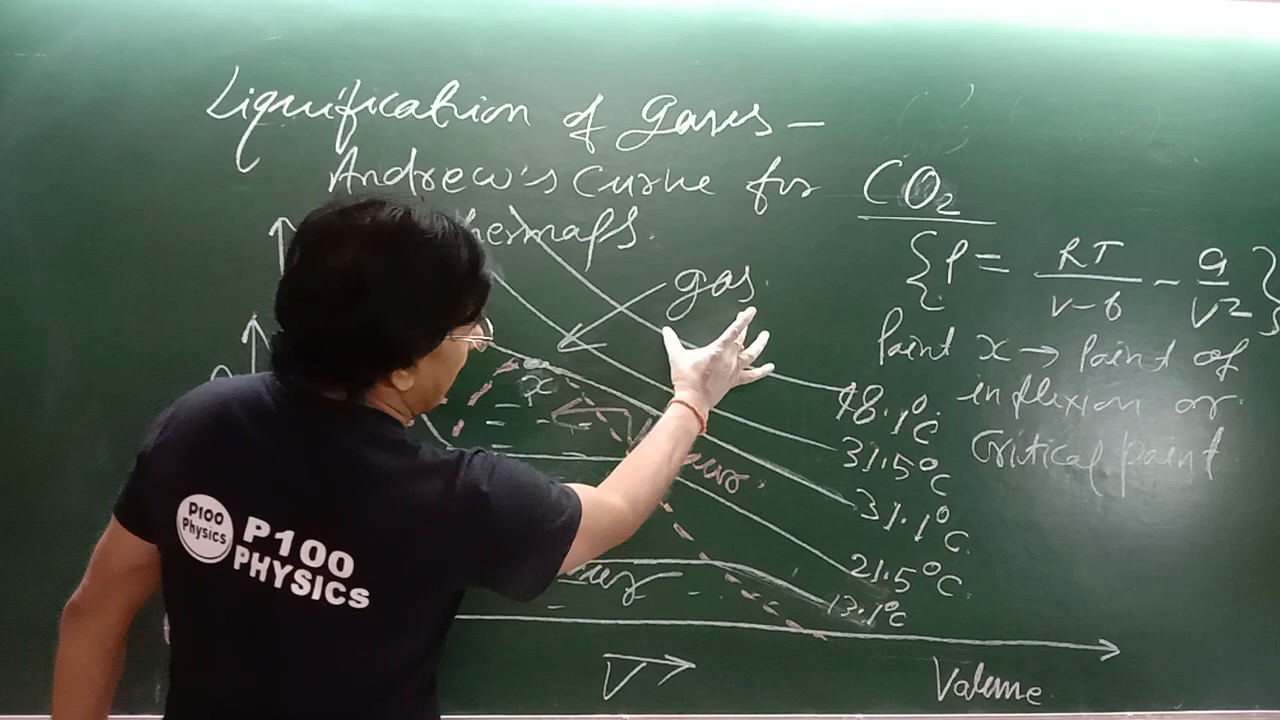 Liquification of gases –
Andrew's curve for CO2
{P = RT/V-b - a/V2}
gas
x
Point x → Point of
inflexion or
Critical point
48.1°C
31.5°C
31.1°C
21.5°C
13.1°C
V →
Volume
P100
Physics
P100
PHYSICS